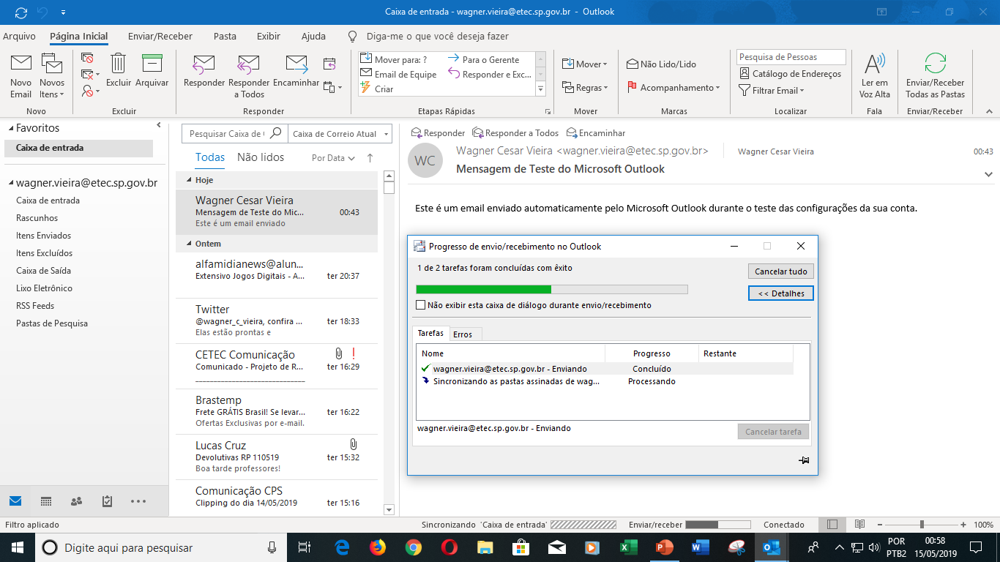 Caixa de entrada - wagner.vieira@etec.sp.gov.br - Outlook
Arquivo
Página Inicial
Enviar/Receber
Pasta
Exibir
Ajuda
Diga-me o que você deseja fazer
Novo Email
Novos Itens
Novo
Excluir
Arquivar
Excluir
Responder
Responder a Todos
Encaminhar
Responder
Mover para: ?
Email de Equipe
Criar
Para o Gerente
Responder e Exc...
Etapas Rápidas
Mover
Regras
Mover
Não Lido/Lido
Acompanhamento
Marcas
Pesquisa de Pessoas
Catálogo de Endereços
Filtrar Email
Localizar
Ler em Voz Alta
Fala
Enviar/Receber Todas as Pastas
Enviar/Receber
Favoritos
Caixa de entrada
wagner.vieira@etec.sp.gov.br
Caixa de entrada
Rascunhos
Itens Enviados
Itens Excluídos
Caixa de Saída
Lixo Eletrônico
RSS Feeds
Pastas de Pesquisa
Pesquisar Caixa de
Caixa de Correio Atual
Todas
Não lidos
Por Data
Hoje
Wagner Cesar Vieira
Mensagem de Teste do Mic... 00:43
Este é um email enviado
Ontem
alfamidianews@alun...
Extensivo Jogos Digitais - A... ter 20:37
Twitter
@wagner_c_vieira, confira ... ter 18:33
Elas estão prontas e
CETEC Comunicação
Comunicado - Projeto de R... ter 16:29
______________________________
Brastemp
Frete GRÁTIS Brasil! Se levar... ter 16:22
Ofertas Exclusivas por e-mail.
Lucas Cruz
Devolutivas RP 110519 ter 15:32
Boa tarde professores!
Comunicação CPS
Clipping do dia 14/05/2019 ter 15:16
Responder
Responder a Todos
Encaminhar
WC
Wagner Cesar Vieira <wagner.vieira@etec.sp.gov.br>
Wagner Cesar Vieira
00:43
Mensagem de Teste do Microsoft Outlook
Este é um email enviado automaticamente pelo Microsoft Outlook durante o teste das configurações da sua conta.
Progresso de envio/recebimento no Outlook
1 de 2 tarefas foram concluídas com êxito
Cancelar tudo
<< Detalhes
Não exibir esta caixa de diálogo durante envio/recebimento
Tarefas
Erros
Nome Progresso Restante
wagner.vieira@etec.sp.gov.br - Enviando Concluído
Sincronizando as pastas assinadas de wag... Processando
wagner.vieira@etec.sp.gov.br - Enviando
Cancelar tarefa
Filtro aplicado
Sincronizando 'Caixa de entrada'
Enviar/receber
Conectado
100%
Digite aqui para pesquisar
POR
PTB2
00:58
15/05/2019